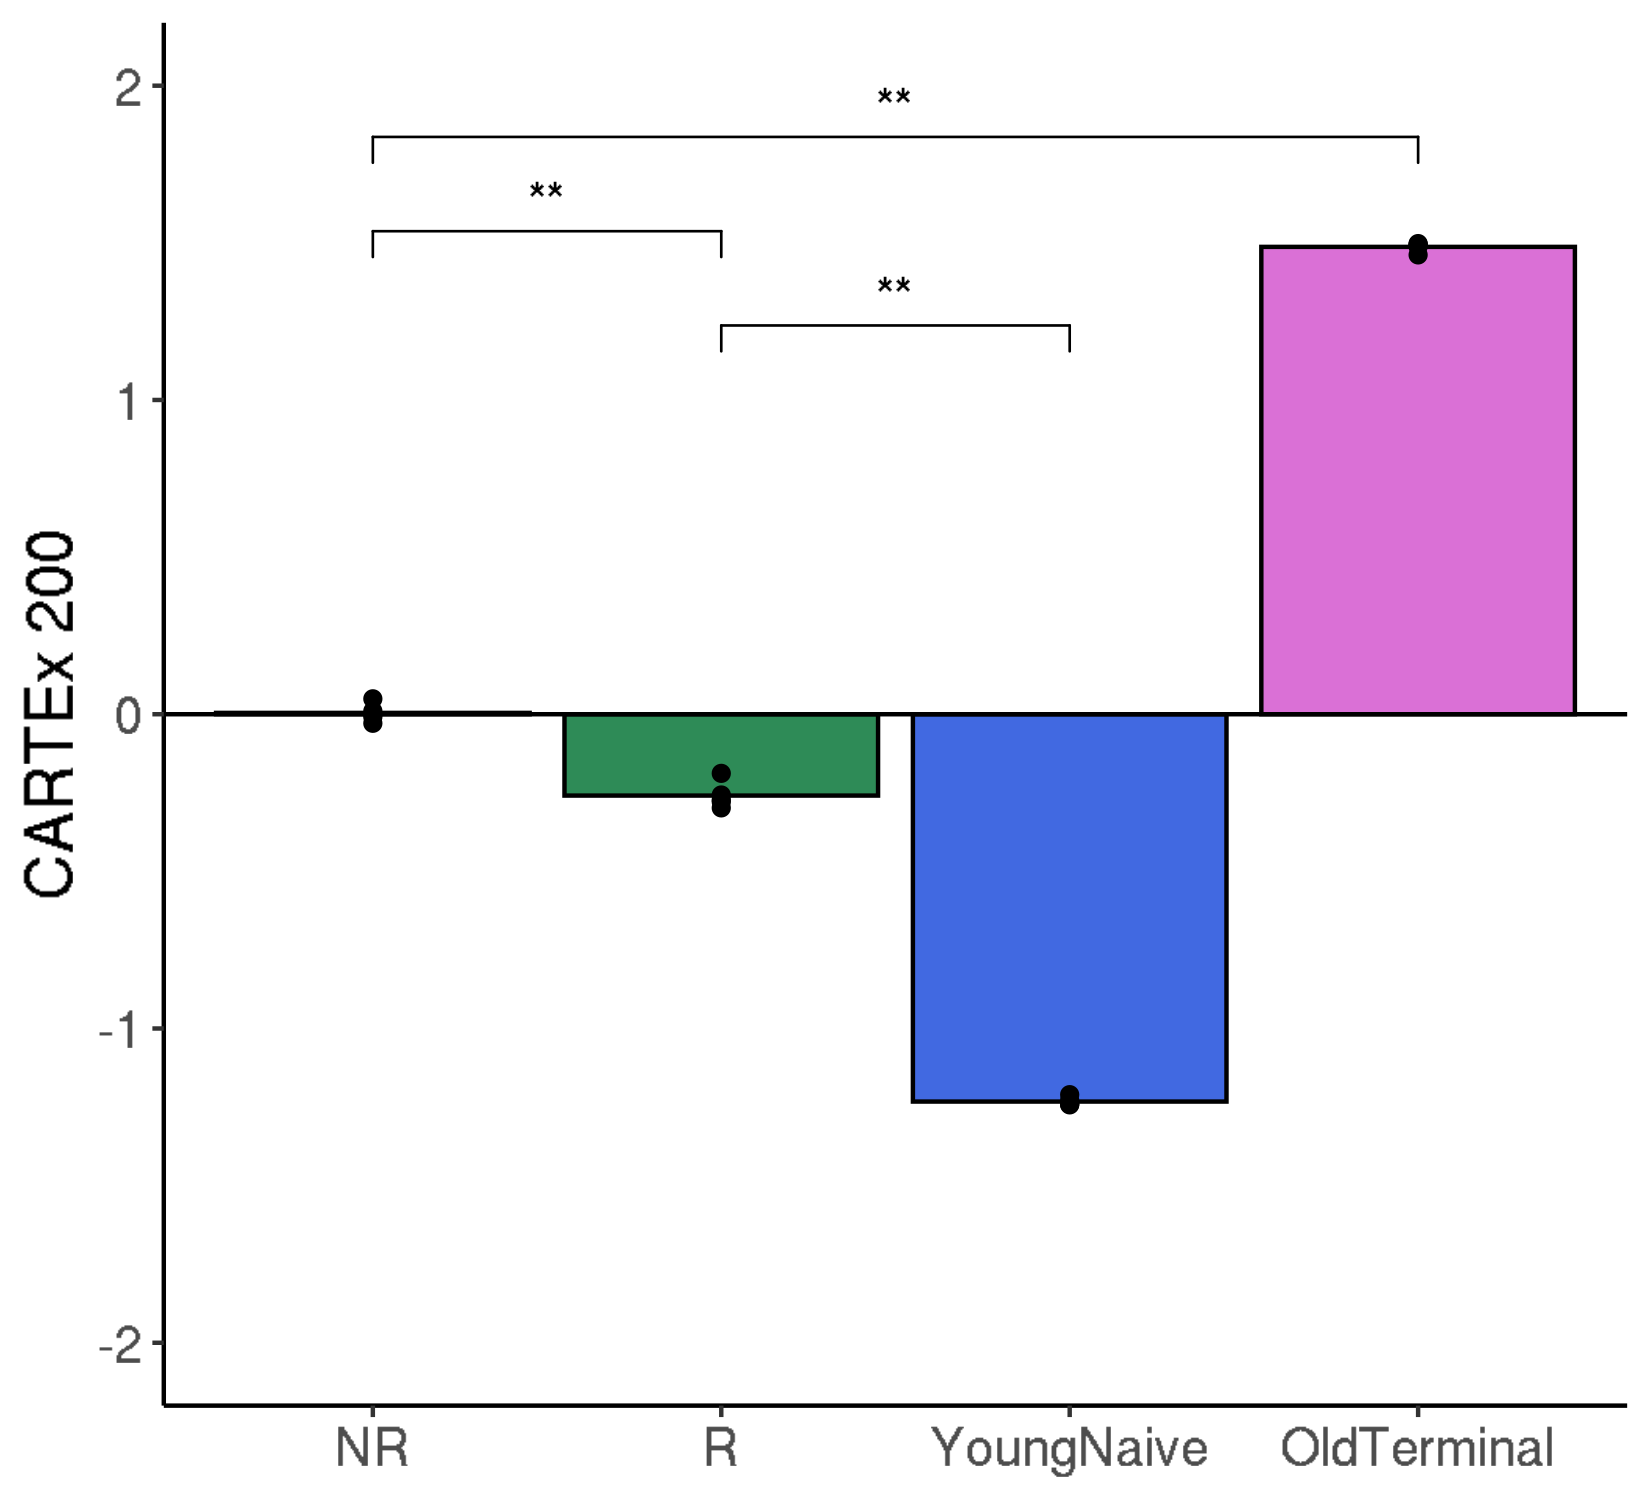 2
1
0
-1
-2
CARTEx 200
**
**
**
NR
R
YoungNaive
OldTerminal